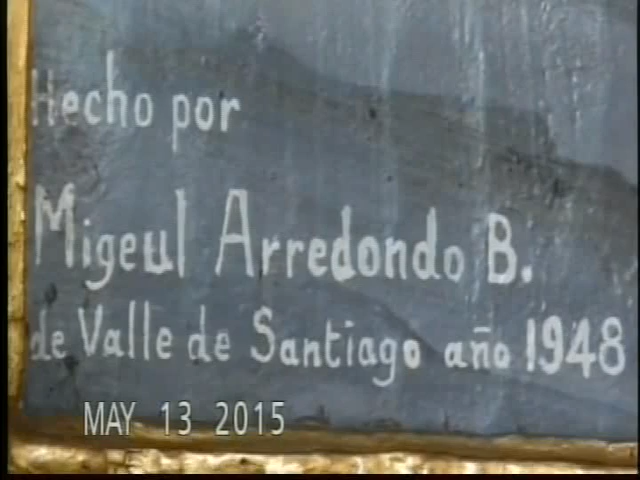 Hecho por
Migeul Arredondo B.
de Valle de Santiago año 1948
MAY 13 2015